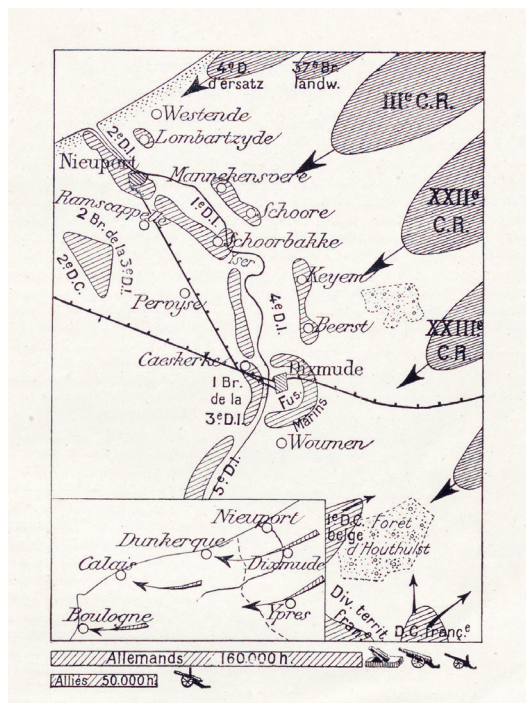 4e D.
d'ersatz
37e Br.
landw.
IIIe C.R.
Westende
Lombartzyde
2e D.I.
Nieuport
Mannekensvere
XXIIe
C.R.
Ramscappelle
1e D.I.
Schoore
Schoorbakke
2 Br. de la 3e D.I.
2e D.C.
Yser
Keyem
Pervyse
4e D.I.
Beerst
XXIIIe
C.R.
Caeskerke
Dixmude
1 Br.
de la
3e D.I.
Fus.
Marins
Woumen
5e D.I.
Nieuport
Dunkerque
Dixmude
Calais
Ypres
Boulogne
1e D.C.
belge
Forêt
d'Houthulst
Div. territ.
franç.e
D.C. franç.e
Allemands 160.000 h.
Alliés 50.000 h.